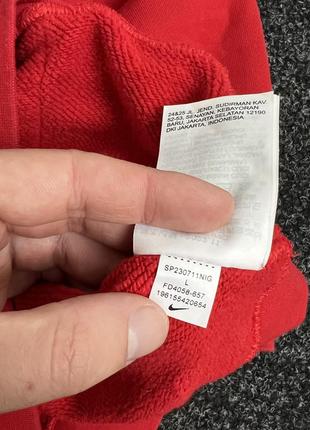 24&25 JL. JEND. SUDIRMAN KAV.
52-53, SENAYAN, KEBAYORAN
BARU, JAKARTA SELATAN 12190
DKI JAKARTA, INDONESIA
SP230711NIG
L
FD4058-657
196155420654